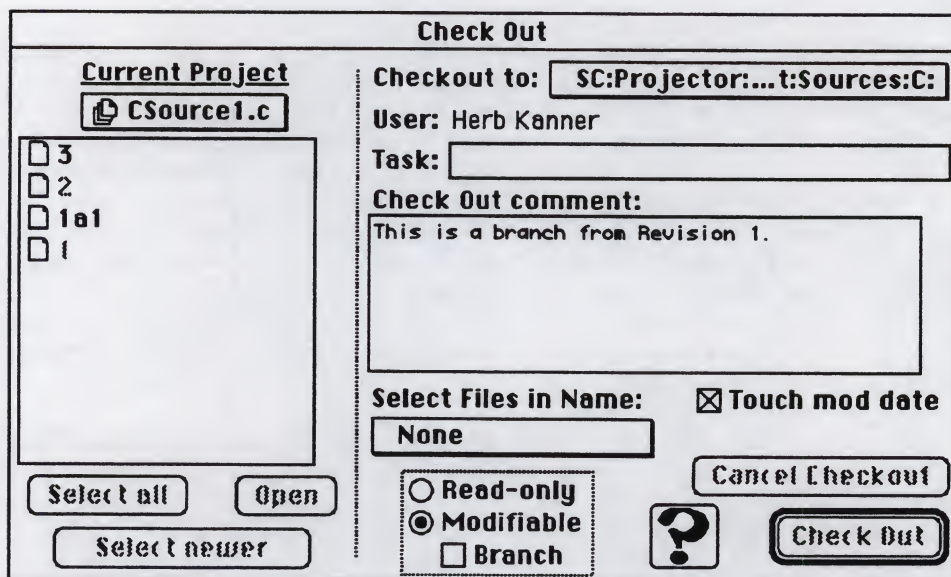 Check Out
Current Project
CSource1.c
3
2
1a1
1
Select all
Open
Select newer
Checkout to: SC:Projector:...t:Sources:C:
User: Herb Kanner
Task:
Check Out comment:
This is a branch from Revision 1.
Select Files in Name:
None
Touch mod date
Read-only
Modifiable
Branch
?
Cancel Checkout
Check Out